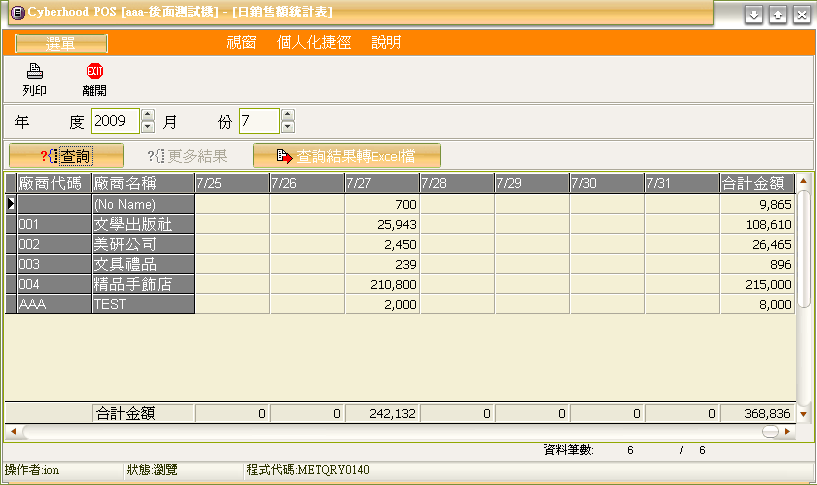 Cyberhood POS [aaa-後面測試機] - [日銷售額統計表]
選單 視窗 個人化捷徑 說明
列印 離開
年 度 2009 月 份 7
?{⁝ 查詢 ?{⁝ 更多結果 查詢結果轉Excel檔
廠商代碼 廠商名稱 7/25 7/26 7/27 7/28 7/29 7/30 7/31 合計金額
(No Name) 700 9,865
001 文學出版社 25,943 108,610
002 美研公司 2,450 26,465
003 文具禮品 239 896
004 精品手飾店 210,800 215,000
AAA TEST 2,000 8,000
合計金額 0 0 242,132 0 0 0 0 368,836
資料筆數: 6 / 6
操作者:ion 狀態:瀏覽 程式代碼:METQRY0140